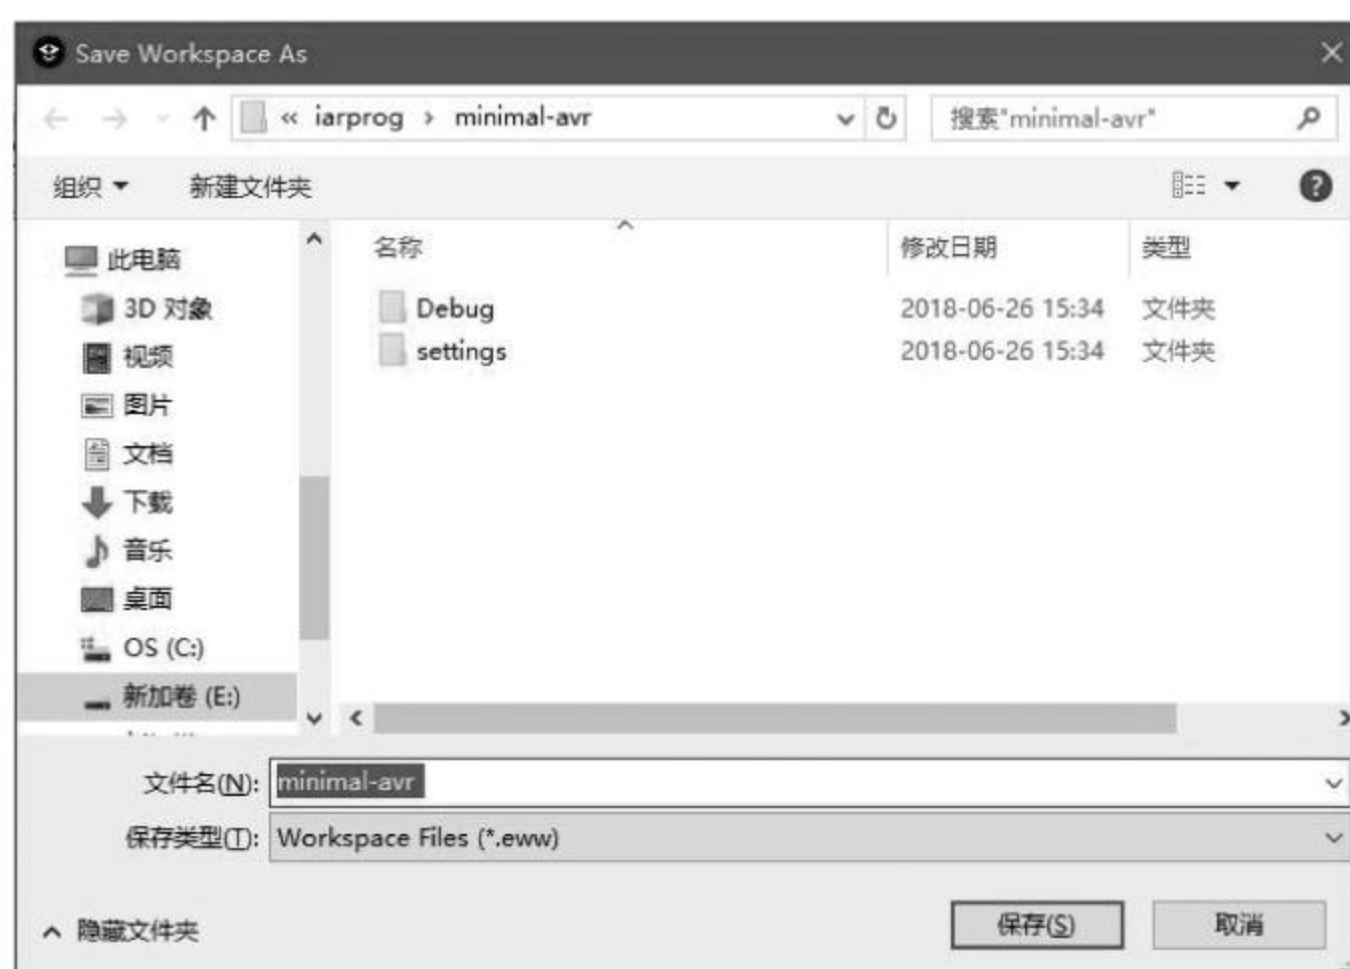 Save Workspace As
« iarprog › minimal-avr
搜索"minimal-avr"
组织 新建文件夹
名称 修改日期 类型
此电脑
3D 对象
视频
图片
文档
下载
音乐
桌面
OS (C:)
新加卷 (E:)
Debug 2018-06-26 15:34 文件夹
settings 2018-06-26 15:34 文件夹
文件名(N): minimal-avr
保存类型(T): Workspace Files (*.eww)
隐藏文件夹 保存(S) 取消